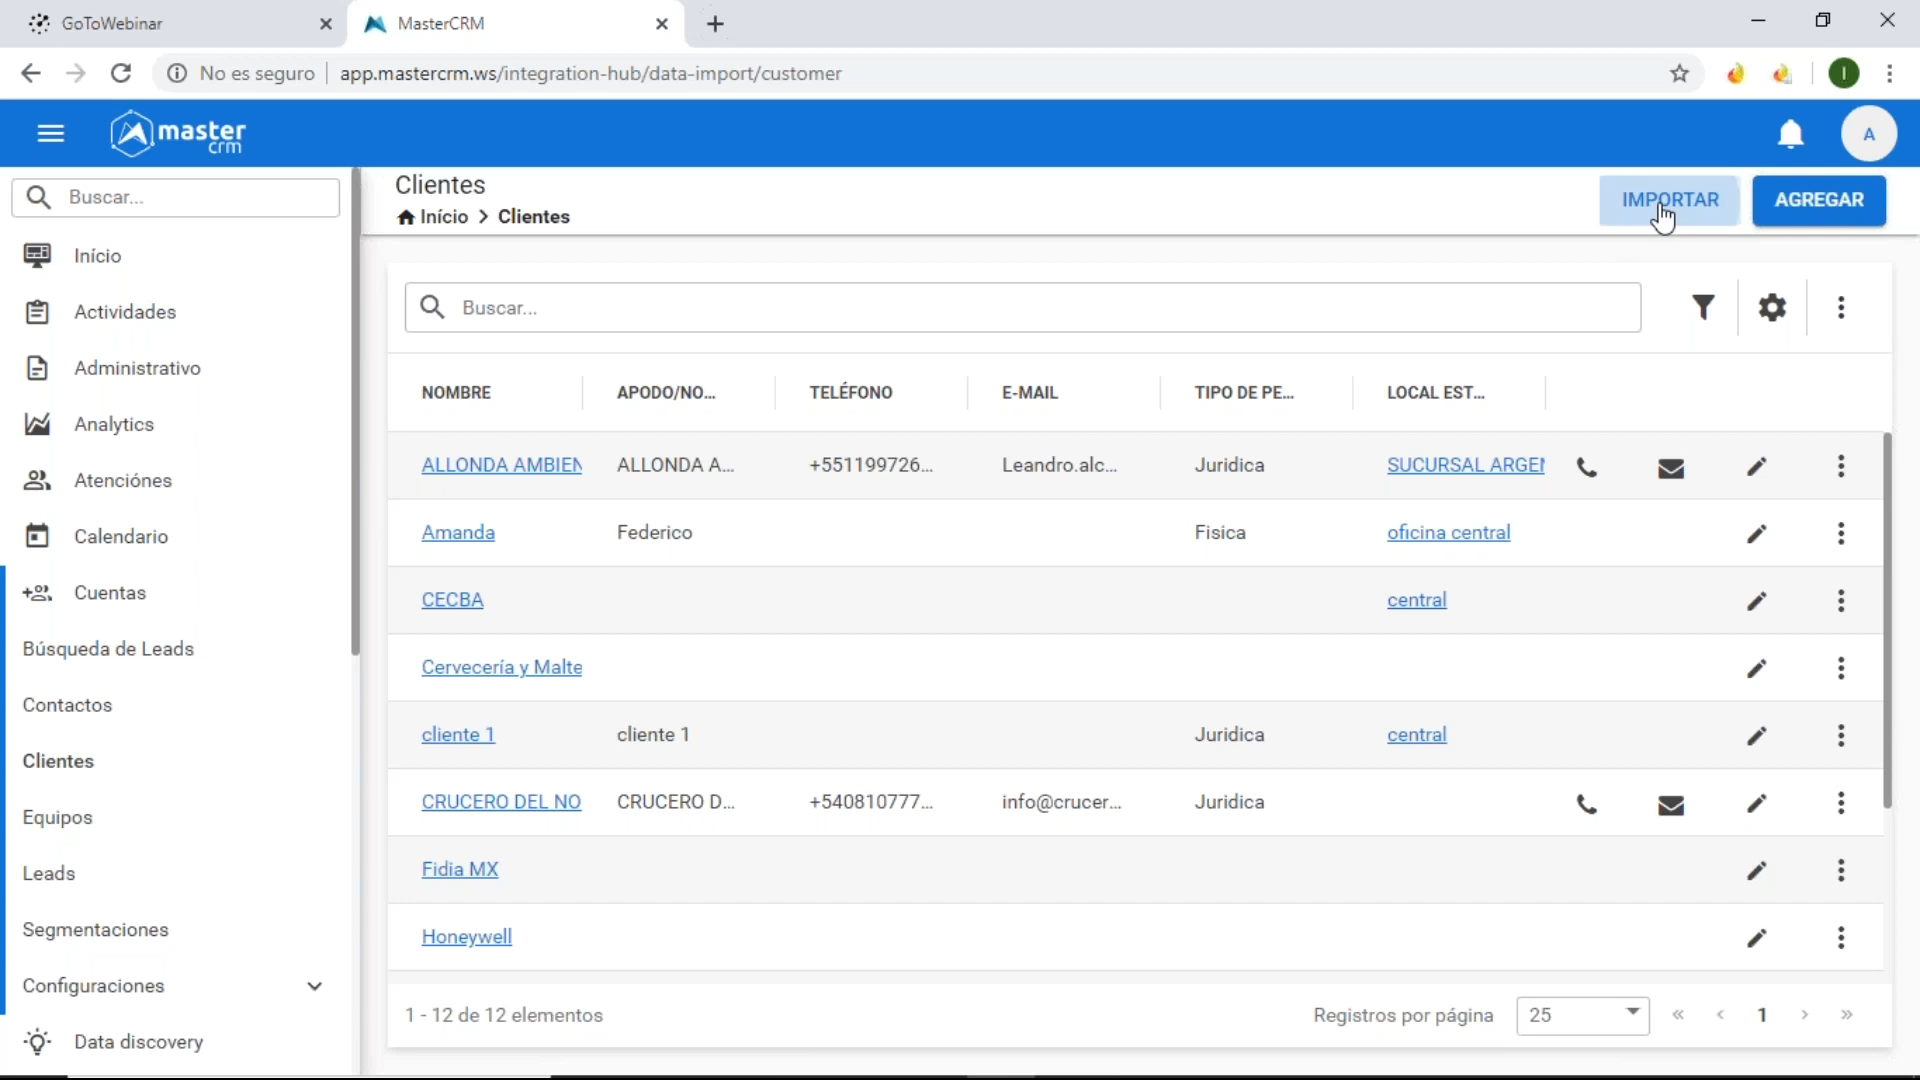 GoToWebinar
MasterCRM
No es seguro
app.mastercrm.ws/integration-hub/data-import/customer
I
master
crm
A
Buscar...
Início
Actividades
Administrativo
Analytics
Atenciónes
Calendario
Cuentas
Búsqueda de Leads
Contactos
Clientes
Equipos
Leads
Segmentaciones
Configuraciones
Data discovery
Clientes
Início > Clientes
IMPORTAR
AGREGAR
Buscar...
NOMBRE APODO/NO... TELÉFONO E-MAIL TIPO DE PE... LOCAL EST...
ALLONDA AMBIEN ALLONDA A... +551199726... Leandro.alc... Juridica SUCURSAL ARGEN
Amanda Federico Fisica oficina central
CECBA central
Cervecería y Malte
cliente 1 cliente 1 Juridica central
CRUCERO DEL NO CRUCERO D... +540810777... info@crucer... Juridica
Fidia MX
Honeywell
1 - 12 de 12 elementos
Registros por página 25 « ‹ 1 › »